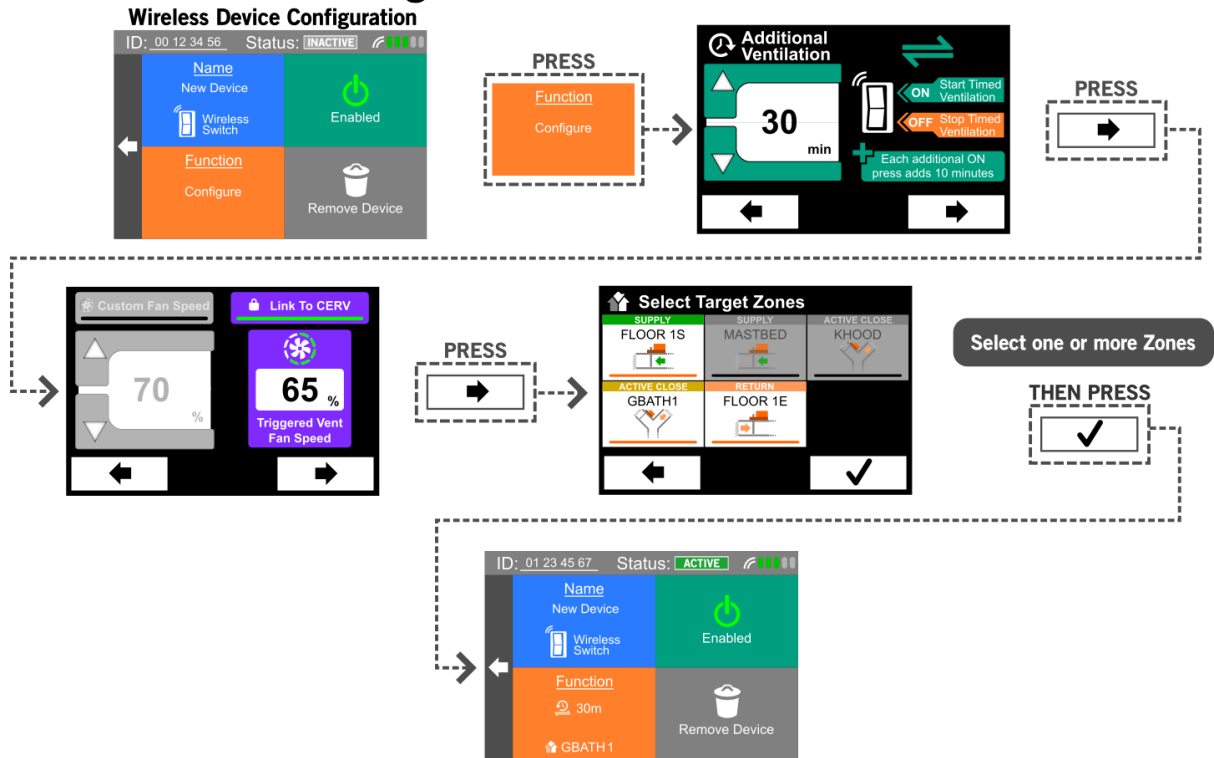 Wireless Device Configuration
ID: 00 12 34 56 Status: INACTIVE
Name
New Device
Wireless
Switch
Enabled
Function
Configure
Remove Device
PRESS
Function
Configure
Additional
Ventilation
30
min
ON Start Timed
Ventilation
OFF Stop Timed
Ventilation
Each additional ON
press adds 10 minutes
PRESS
Custom Fan Speed
Link To CERV
70
%
65 %
Triggered Vent
Fan Speed
PRESS
Select Target Zones
SUPPLY
FLOOR 1S
SUPPLY
MASTBED
ACTIVE CLOSE
KHOOD
ACTIVE CLOSE
GBATH1
RETURN
FLOOR 1E
Select one or more Zones
THEN PRESS
ID: 01 23 45 67 Status: ACTIVE
Name
New Device
Wireless
Switch
Enabled
Function
30m
GBATH1
Remove Device